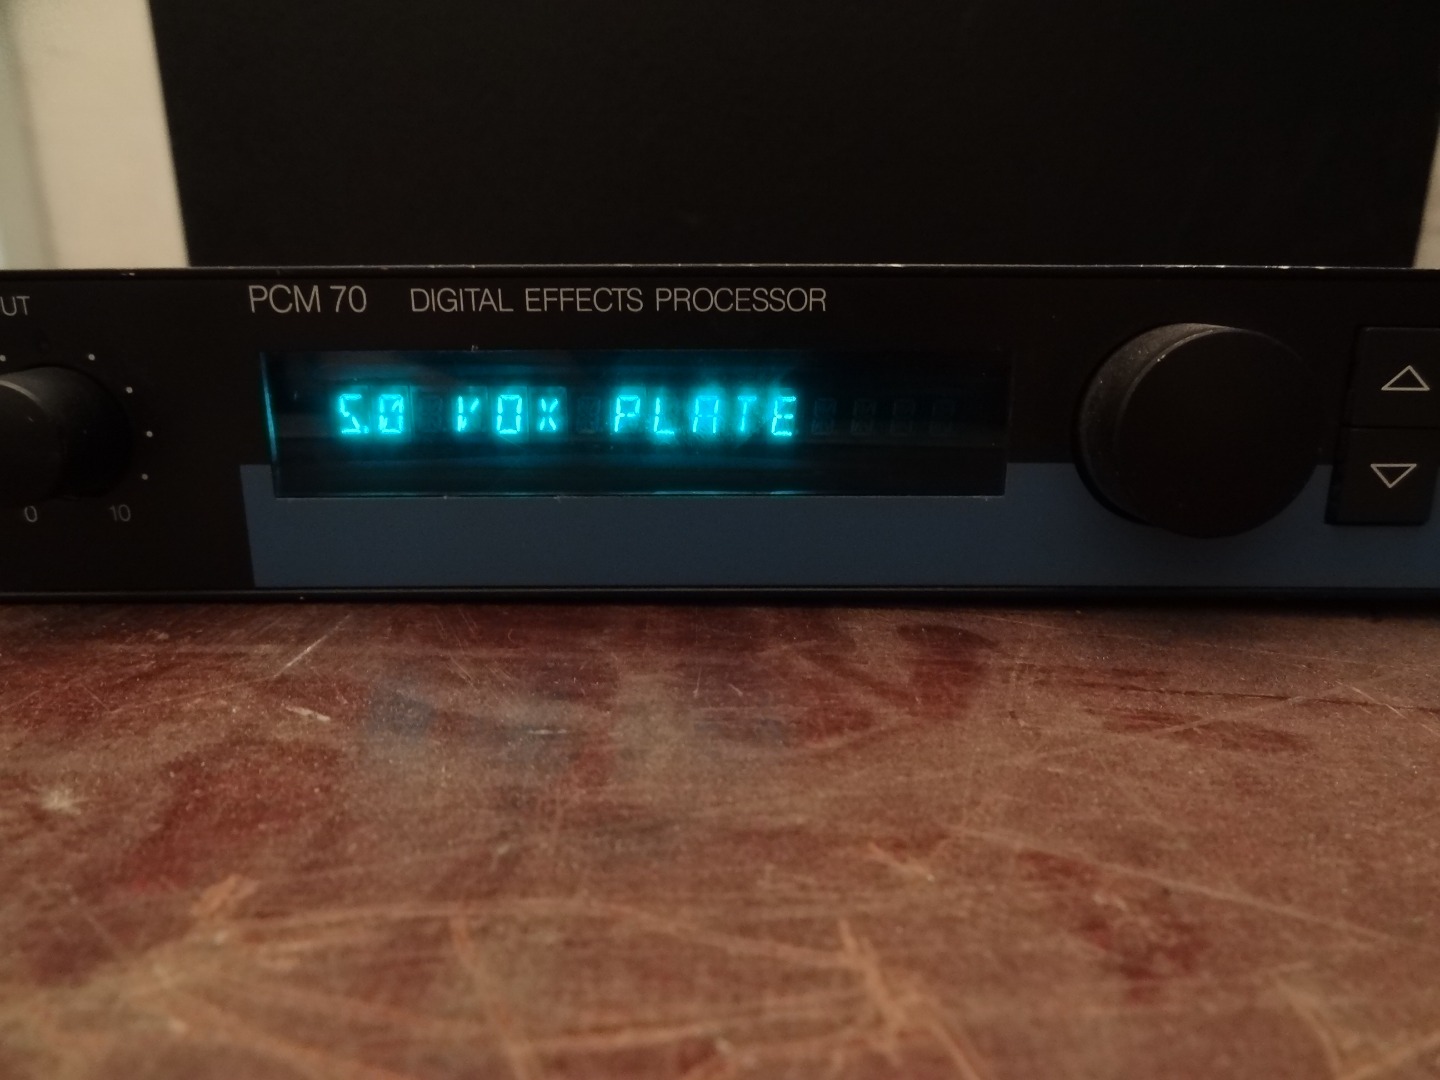 UT
PCM 70 DIGITAL EFFECTS PROCESSOR
5.0 VOX PLATE
0 10